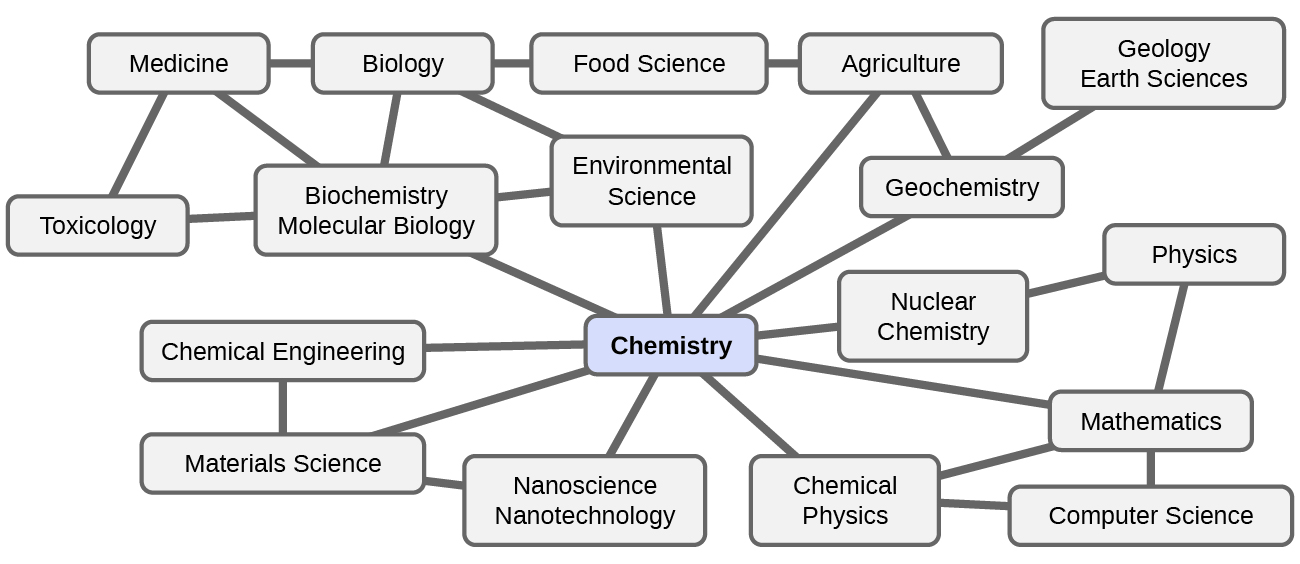 Medicine
Biology
Food Science
Agriculture
Geology
Earth Sciences
Environmental
Science
Biochemistry
Molecular Biology
Geochemistry
Toxicology
Physics
Nuclear
Chemistry
Chemistry
Chemical Engineering
Mathematics
Materials Science
Nanoscience
Nanotechnology
Chemical
Physics
Computer Science